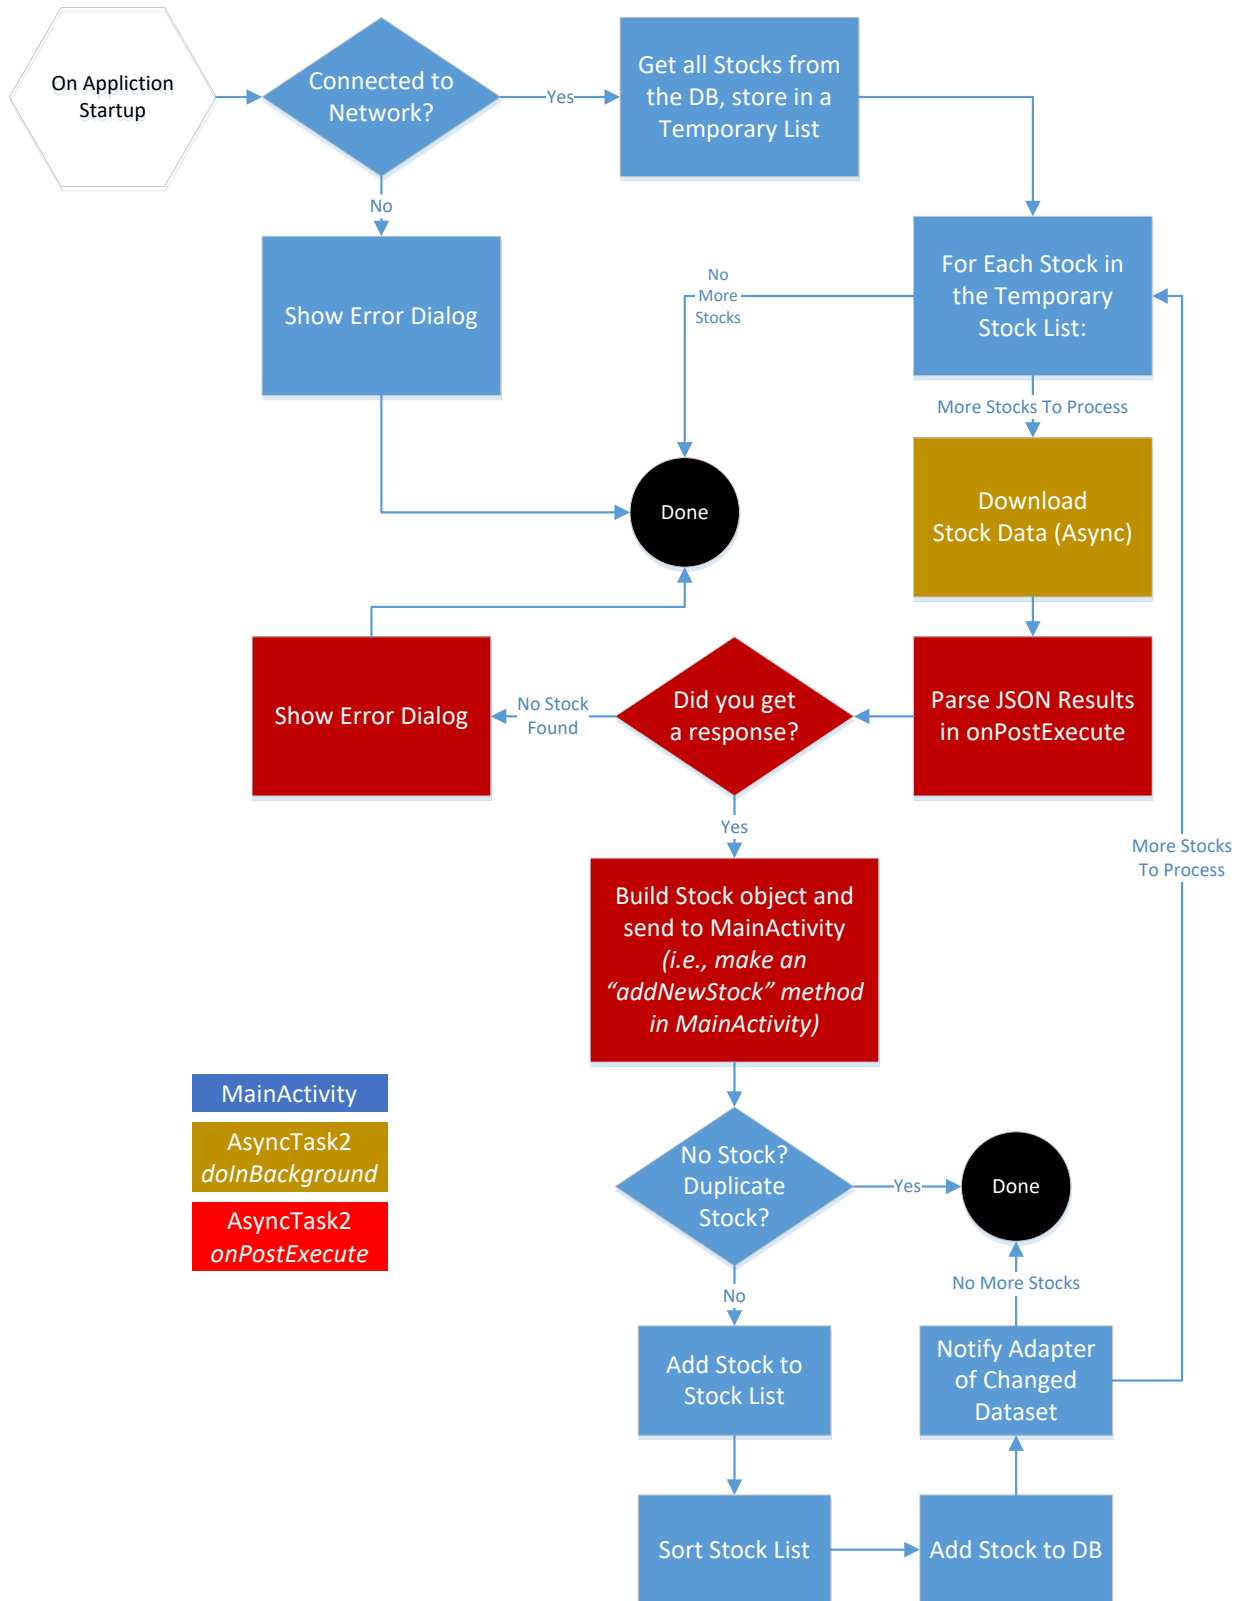 On Appliction
Startup
Connected to
Network?
Yes
Get all Stocks from
the DB, store in a
Temporary List
No
Show Error Dialog
No
More
Stocks
For Each Stock in
the Temporary
Stock List:
More Stocks To Process
Done
Download
Stock Data (Async)
Show Error Dialog
No Stock
Found
Did you get
a response?
Parse JSON Results
in onPostExecute
Yes
More Stocks
To Process
Build Stock object and
send to MainActivity
(i.e., make an
“addNewStock” method
in MainActivity)
MainActivity
AsyncTask2
doInBackground
AsyncTask2
onPostExecute
No Stock?
Duplicate
Stock?
Yes
Done
No
No More Stocks
Add Stock to
Stock List
Notify Adapter
of Changed
Dataset
Sort Stock List
Add Stock to DB